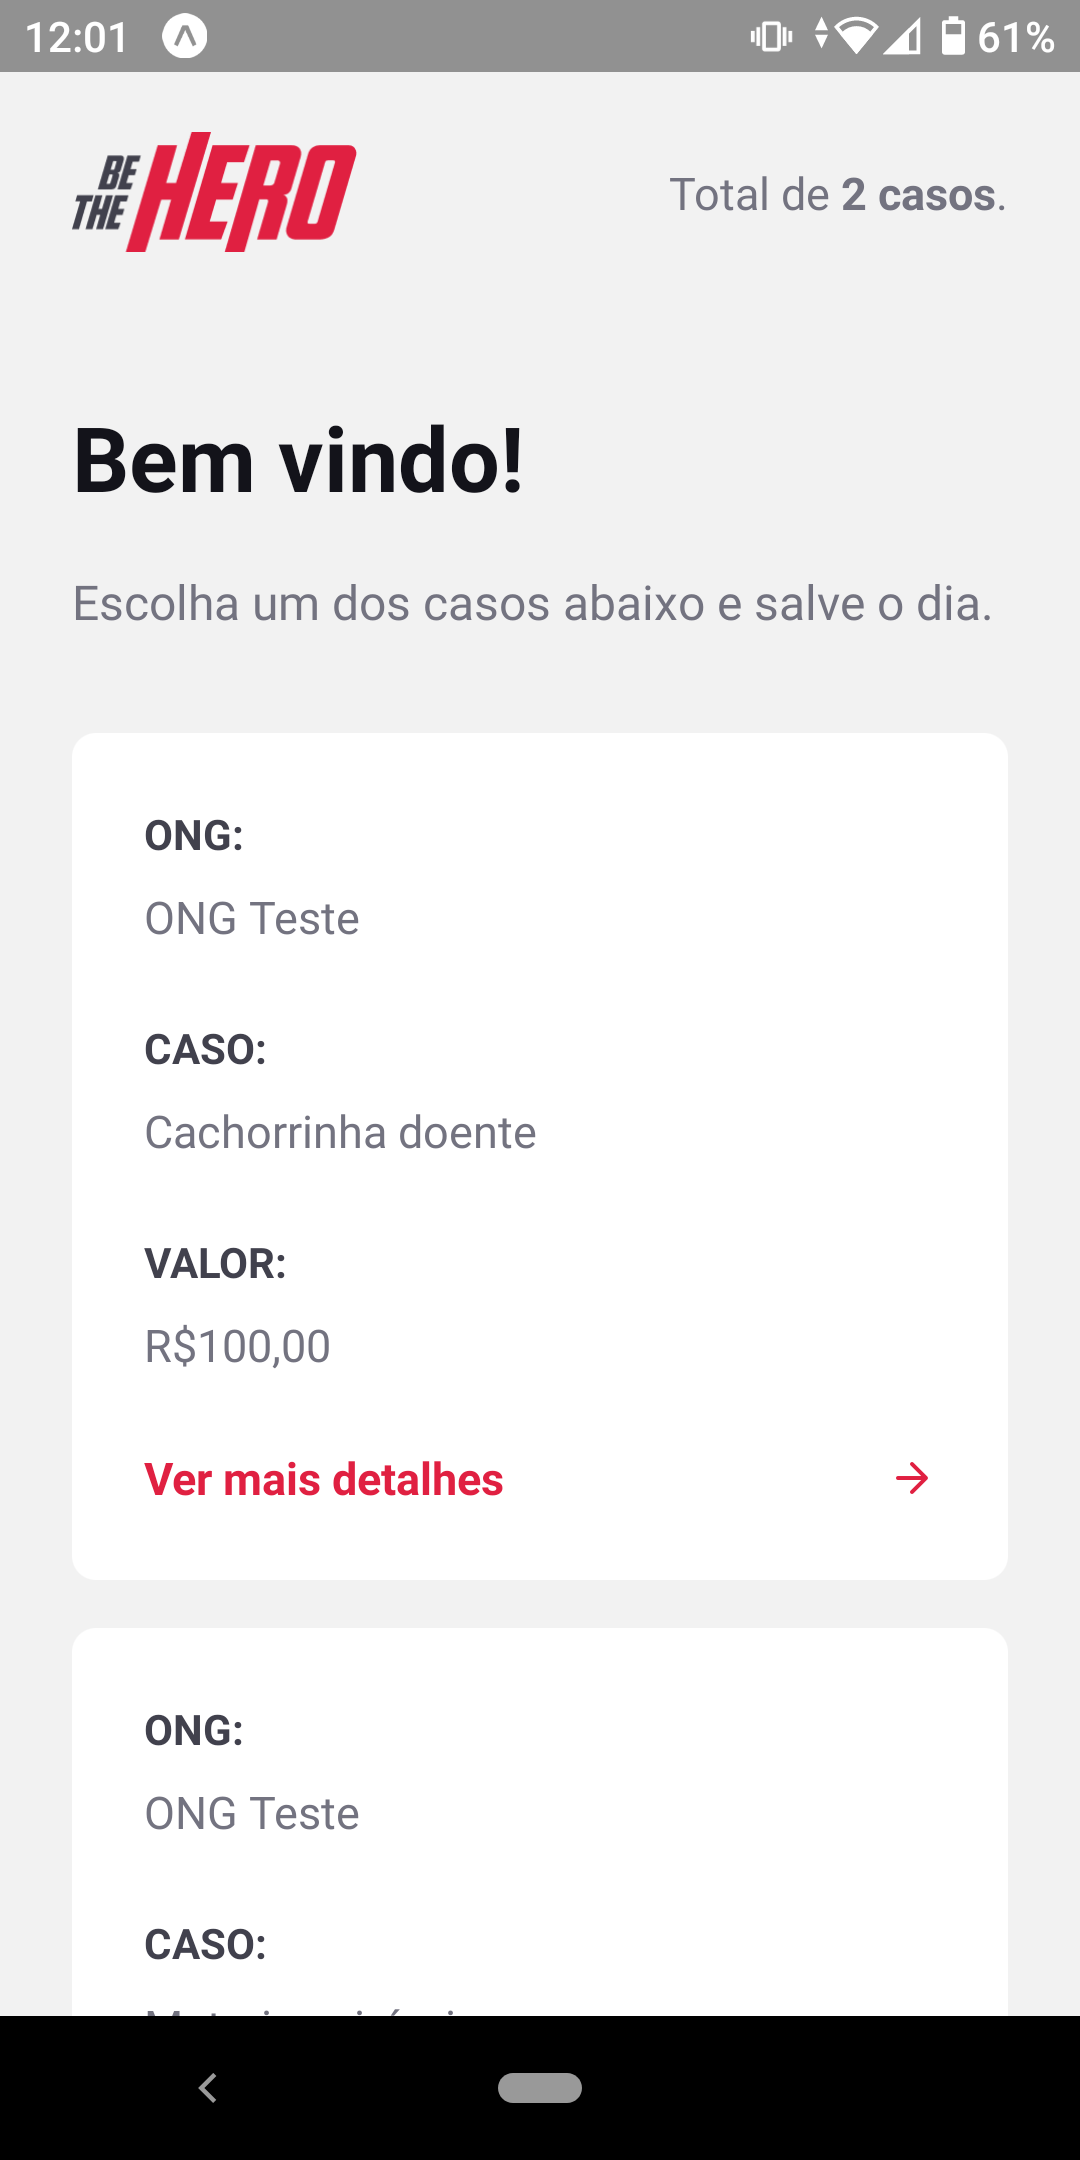 12:01
61%
BE THE HERO
Total de 2 casos.
Bem vindo!
Escolha um dos casos abaixo e salve o dia.
ONG:
ONG Teste
CASO:
Cachorrinha doente
VALOR:
R$100,00
Ver mais detalhes
ONG:
ONG Teste
CASO: